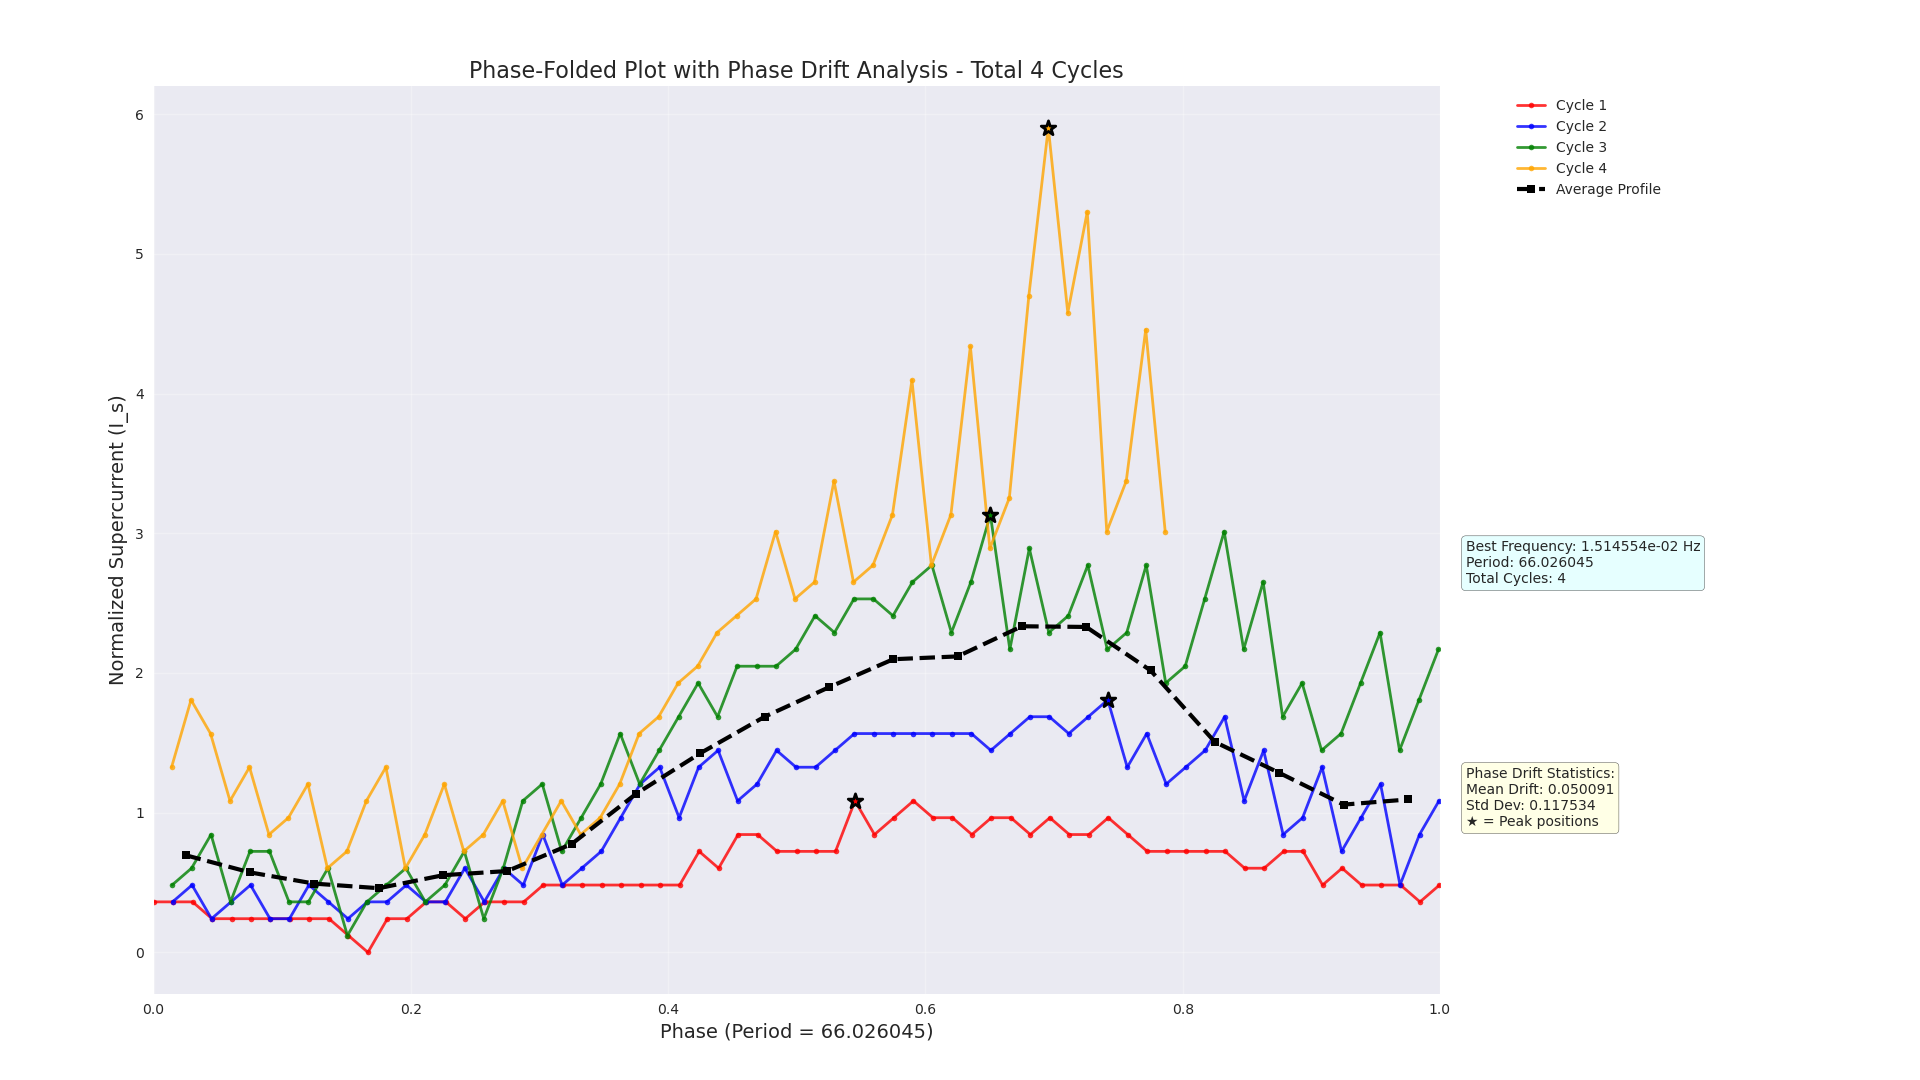 Phase-Folded Plot with Phase Drift Analysis - Total 4 Cycles
Normalized Supercurrent (I_s)
6
5
4
3
2
1
0
0.0
0.2
0.4
0.6
0.8
1.0
Phase (Period = 66.026045)
Cycle 1
Cycle 2
Cycle 3
Cycle 4
Average Profile
Best Frequency: 1.514554e-02 Hz
Period: 66.026045
Total Cycles: 4
Phase Drift Statistics:
Mean Drift: 0.050091
Std Dev: 0.117534
★ = Peak positions